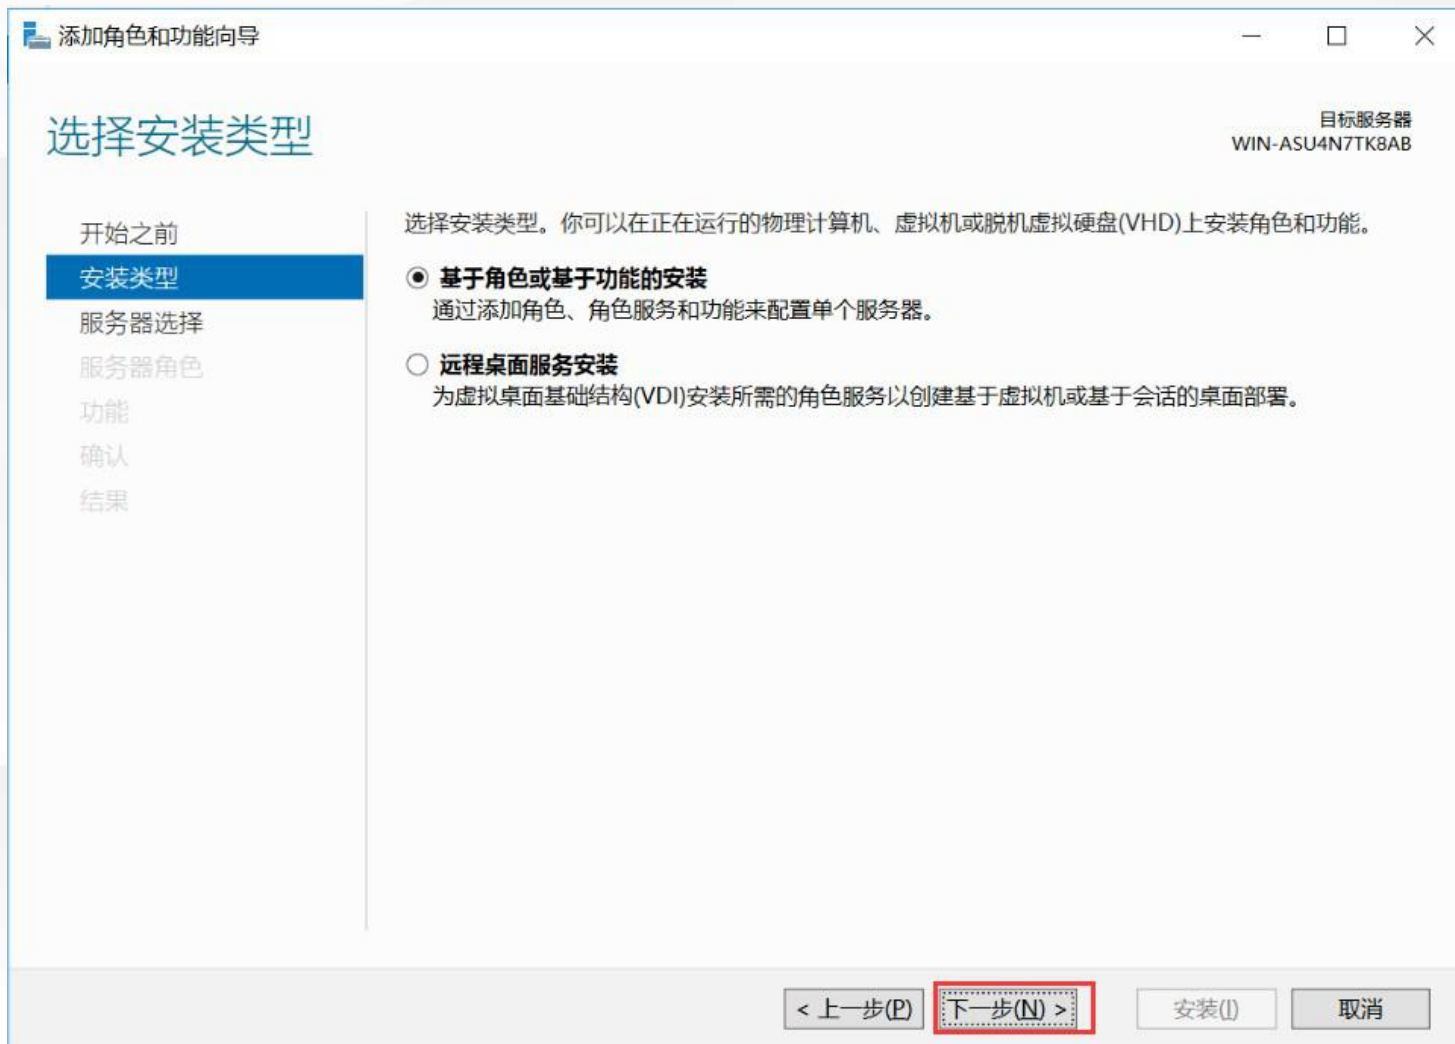 添加角色和功能向导
选择安装类型
目标服务器
WIN-ASU4N7TK8AB
开始之前
安装类型
服务器选择
服务器角色
功能
确认
结果
选择安装类型。你可以在正在运行的物理计算机、虚拟机或脱机虚拟硬盘(VHD)上安装角色和功能。
基于角色或基于功能的安装
通过添加角色、角色服务和功能来配置单个服务器。
远程桌面服务安装
为虚拟桌面基础结构(VDI)安装所需的角色服务以创建基于虚拟机或基于会话的桌面部署。
< 上一步(P)
下一步(N) >
安装(I)
取消